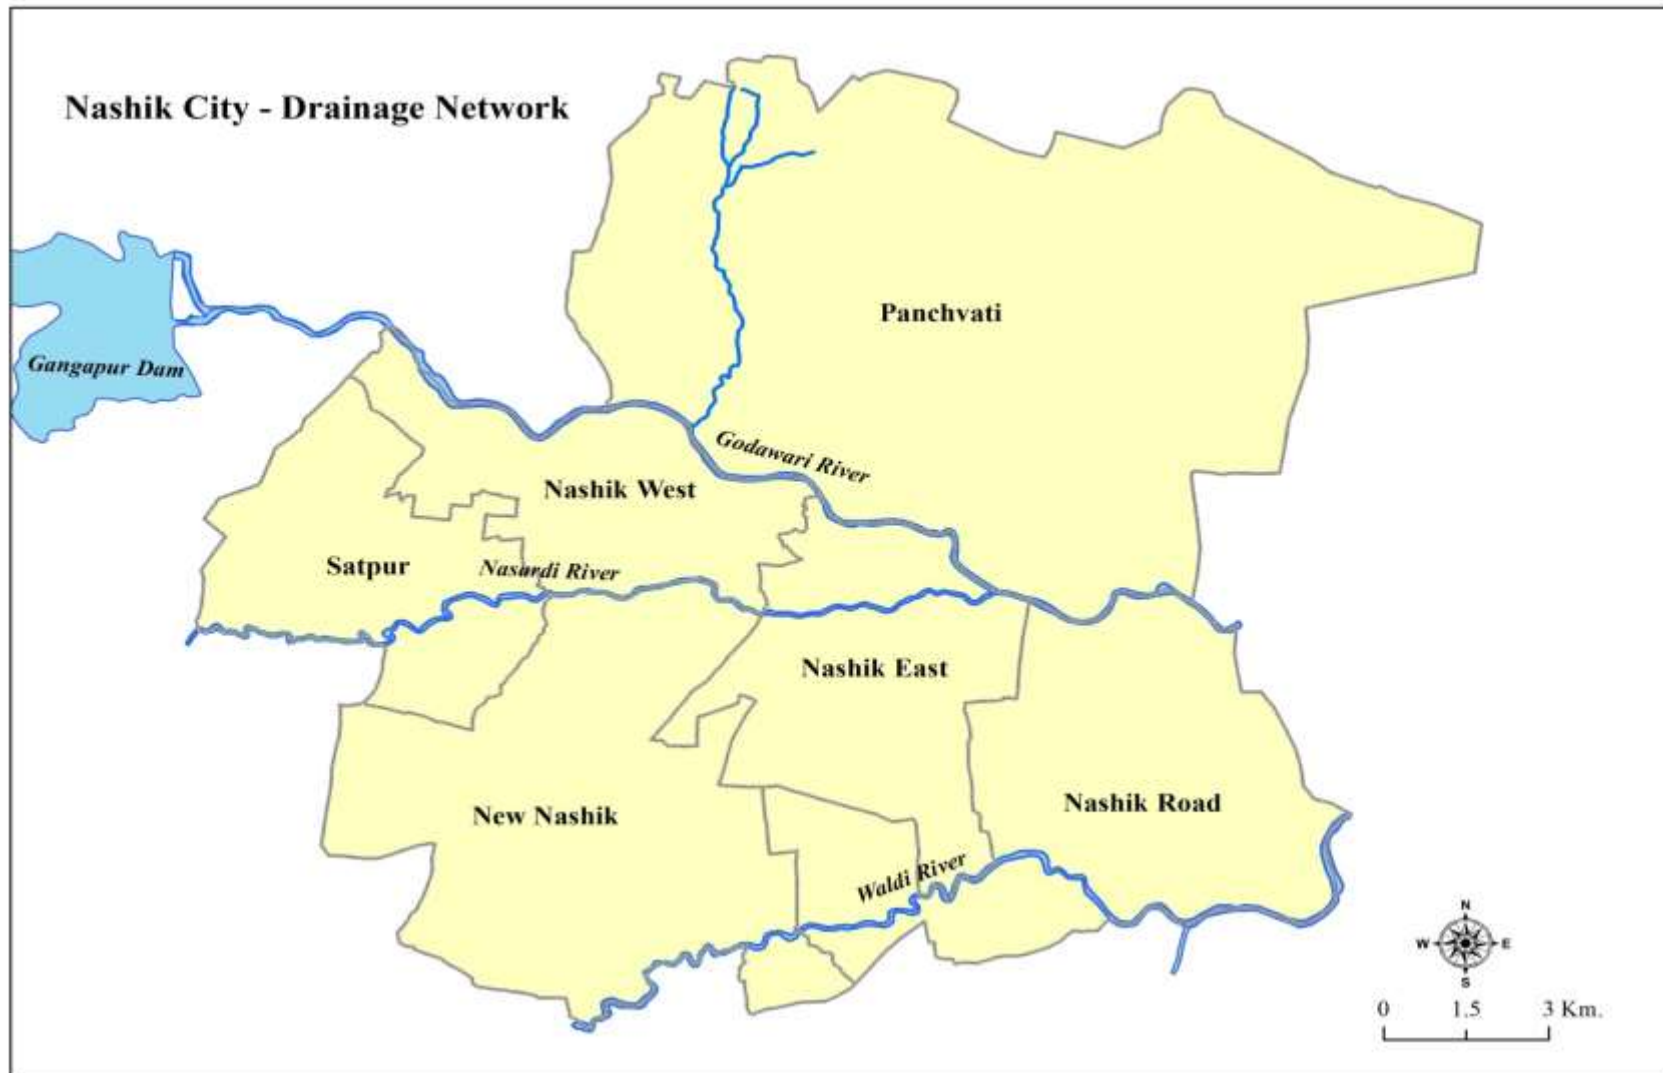 Nashik City - Drainage Network
Panchvati
Gangapur Dam
Godawari River
Nashik West
Satpur
Nasardi River
Nashik East
New Nashik
Nashik Road
Waldi River
N
W E
S
0 1.5 3 Km.